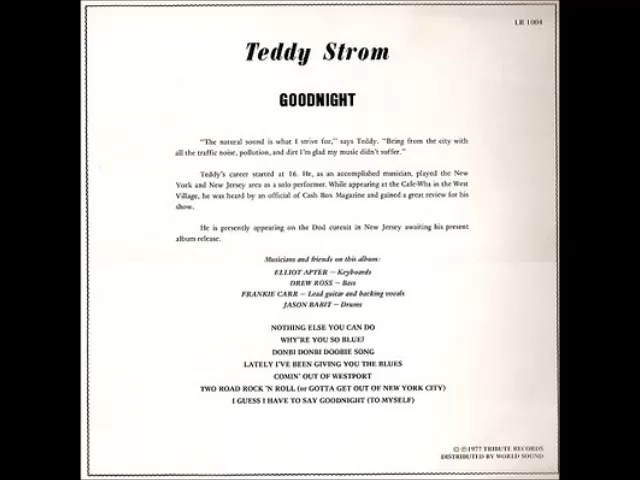 LR 1004
Teddy Strom
GOODNIGHT
"The natural sound is what I strive for," says Teddy. "Being from the city with
all the traffic noise, pollution, and dirt I'm glad my music didn't suffer."
Teddy's career started at 16. He, as an accomplished musician, played the New
York and New Jersey area as a solo performer. While appearing at the Cafe-Wha in the West
Village, he was heard by an official of Cash Box Magazine and gained a great review for his
show.
He is presently appearing on the Dod curcuit in New Jersey awaiting his present
album release.
Musicians and friends on this album:
ELLIOT APTER — Keyboards
DREW ROSS — Bass
FRANKIE CARR — Lead guitar and backing vocals
JASON BABIT — Drums
NOTHING ELSE YOU CAN DO
WHY'RE YOU SO BLUE?
DONBI DONBI DOOBIE SONG
LATELY I'VE BEEN GIVING YOU THE BLUES
COMIN' OUT OF WESTPORT
TWO ROAD ROCK 'N ROLL (or GOTTA GET OUT OF NEW YORK CITY)
I GUESS I HAVE TO SAY GOODNIGHT (TO MYSELF)
© ℗ 1977 TRIBUTE RECORDS
DISTRIBUTED BY WORLD SOUND